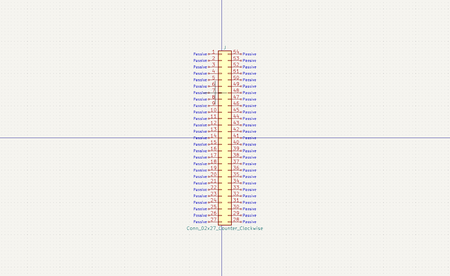 J
Passive 1 54 Passive
Passive 2 53 Passive
Passive 3 52 Passive
Passive 4 51 Passive
Passive 5 50 Passive
Passive 6 49 Passive
Passive 7 48 Passive
Passive 8 47 Passive
Passive 9 46 Passive
Passive 10 45 Passive
Passive 11 44 Passive
Passive 12 43 Passive
Passive 13 42 Passive
Passive 14 41 Passive
Passive 15 40 Passive
Passive 16 39 Passive
Passive 17 38 Passive
Passive 18 37 Passive
Passive 19 36 Passive
Passive 20 35 Passive
Passive 21 34 Passive
Passive 22 33 Passive
Passive 23 32 Passive
Passive 24 31 Passive
Passive 25 30 Passive
Passive 26 29 Passive
Passive 27 28 Passive
Conn_02x27_Counter_Clockwise